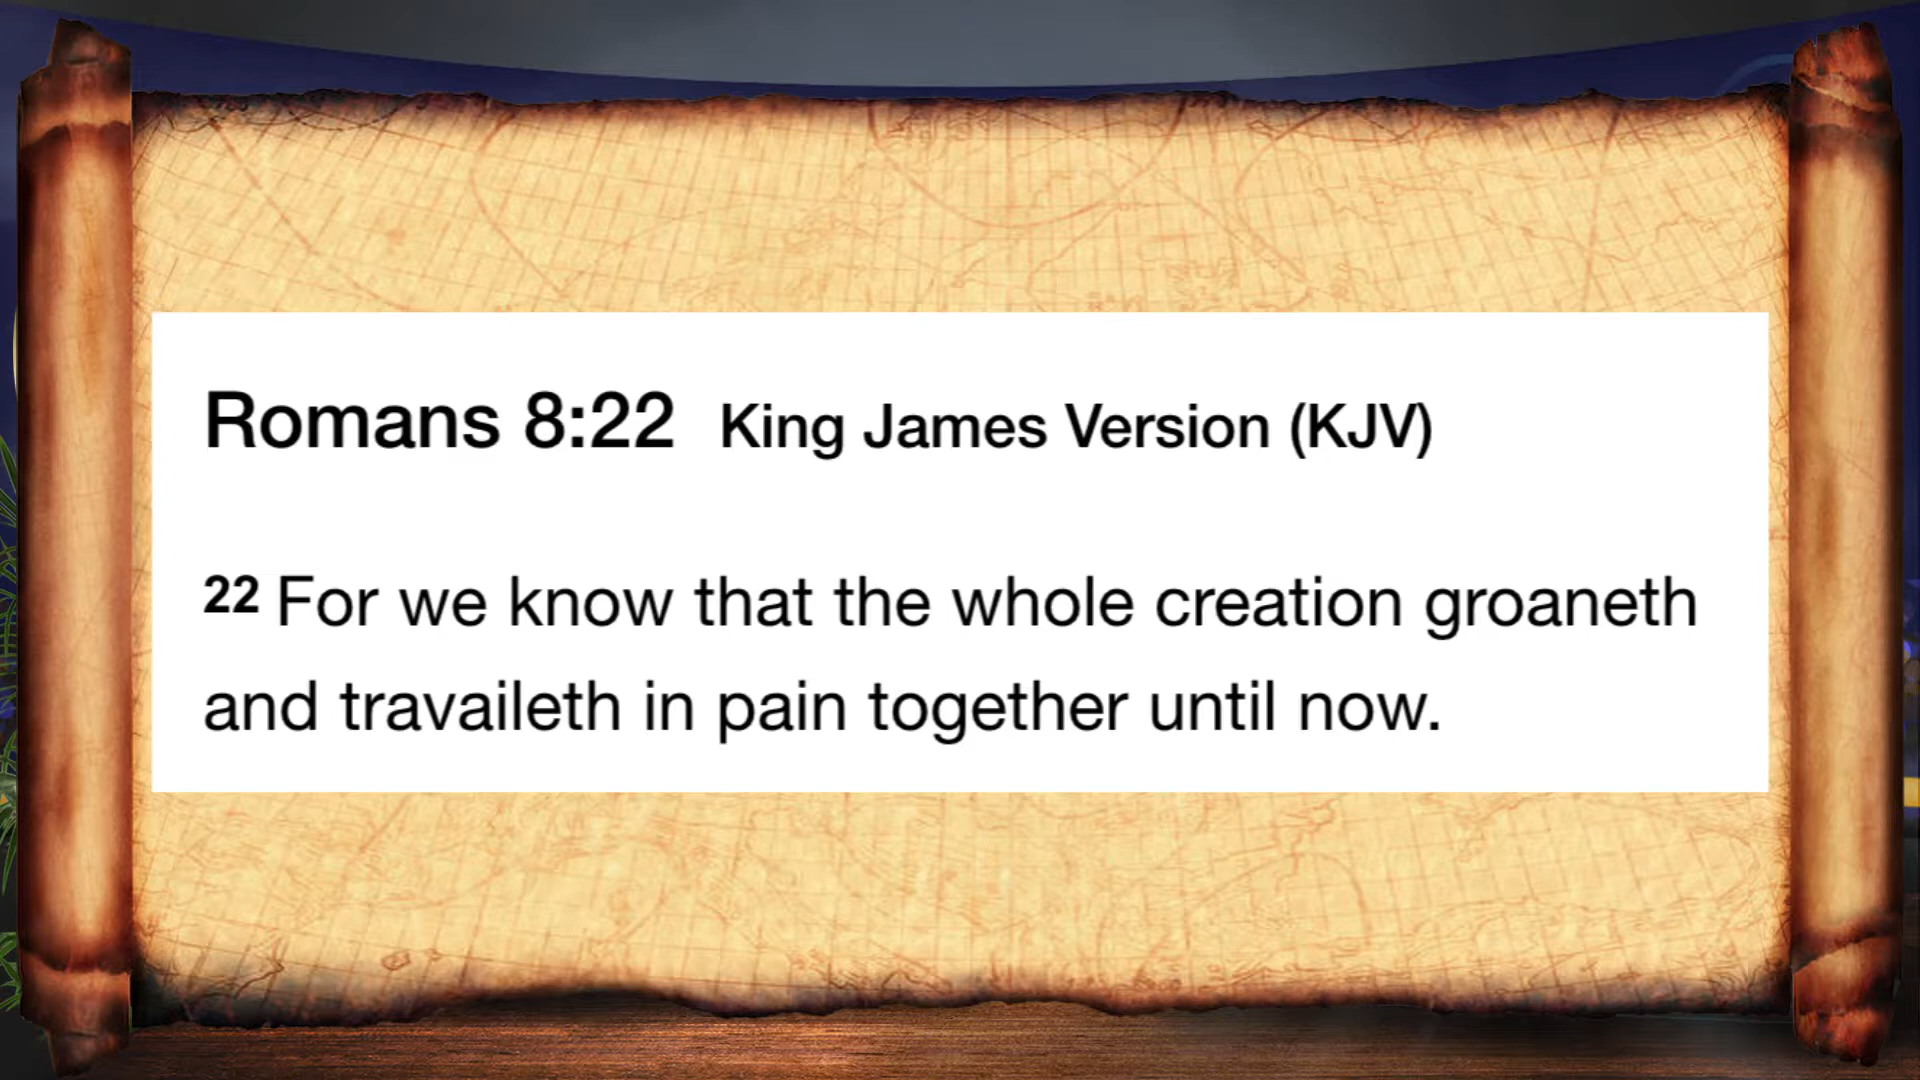 Romans 8:22 King James Version (KJV)
22 For we know that the whole creation groaneth
and travaileth in pain together until now.